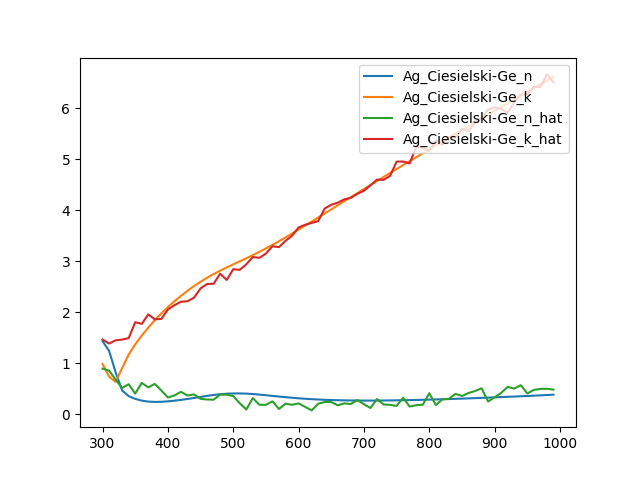 Ag_Ciesielski-Ge_n
Ag_Ciesielski-Ge_k
Ag_Ciesielski-Ge_n_hat
Ag_Ciesielski-Ge_k_hat
6
5
4
3
2
1
0
300 400 500 600 700 800 900 1000